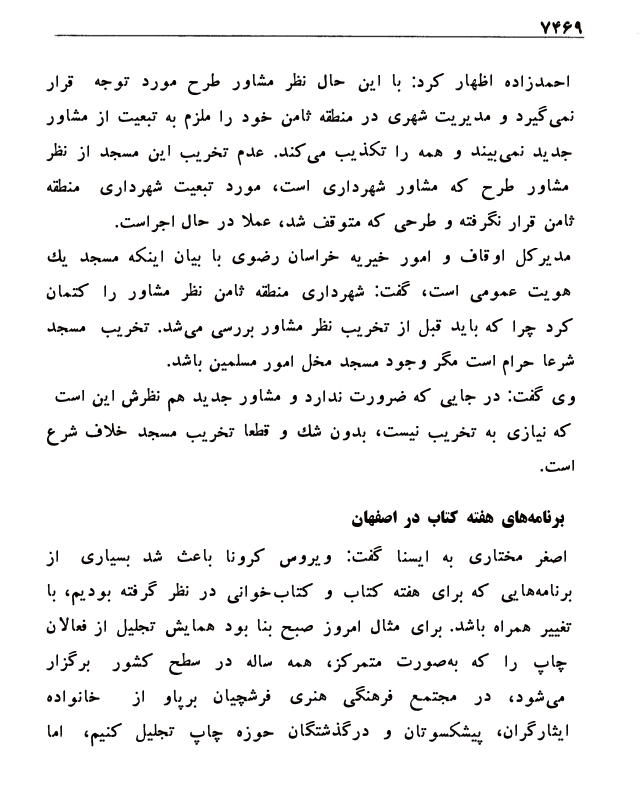 ۷۴۶۹
احمدزاده اظهار کرد: با این حال نظر مشاور طرح مورد توجه قرار
نمی‌گیرد و مدیریت شهری در منطقه ثامن خود را ملزم به تبعیت از مشاور
جدید نمی‌بیند و همه را تکذیب می‌کند. عدم تخریب این مسجد از نظر
مشاور طرح که مشاور شهرداری است، مورد تبعیت شهرداری منطقه
ثامن قرار نگرفته و طرحی که متوقف شد، عملا در حال اجراست.
مدیرکل اوقاف و امور خیریه خراسان رضوی با بیان اینکه مسجد یك
هویت عمومی است، گفت: شهرداری منطقه ثامن نظر مشاور را کتمان
کرد چرا که باید قبل از تخریب نظر مشاور بررسی می‌شد. تخریب مسجد
شرعا حرام است مگر وجود مسجد مخل امور مسلمین باشد.
وی گفت: در جایی که ضرورت ندارد و مشاور جدید هم نظرش این است
که نیازی به تخریب نیست، بدون شك و قطعا تخریب مسجد خلاف شرع
است.
برنامه‌های هفته کتاب در اصفهان
اصغر مختاری به ایسنا گفت: ویروس کرونا باعث شد بسیاری از
برنامه‌هایی که برای هفته کتاب و کتاب‌خوانی در نظر گرفته بودیم، با
تغییر همراه باشد. برای مثال امروز صبح بنا بود همایش تجلیل از فعالان
چاپ را که به‌صورت متمرکز، همه ساله در سطح کشور برگزار
می‌شود، در مجتمع فرهنگی هنری فرشچیان برپاو از خانواده
ایثارگران، پیشکسوتان و درگذشتگان حوزه چاپ تجلیل کنیم، اما